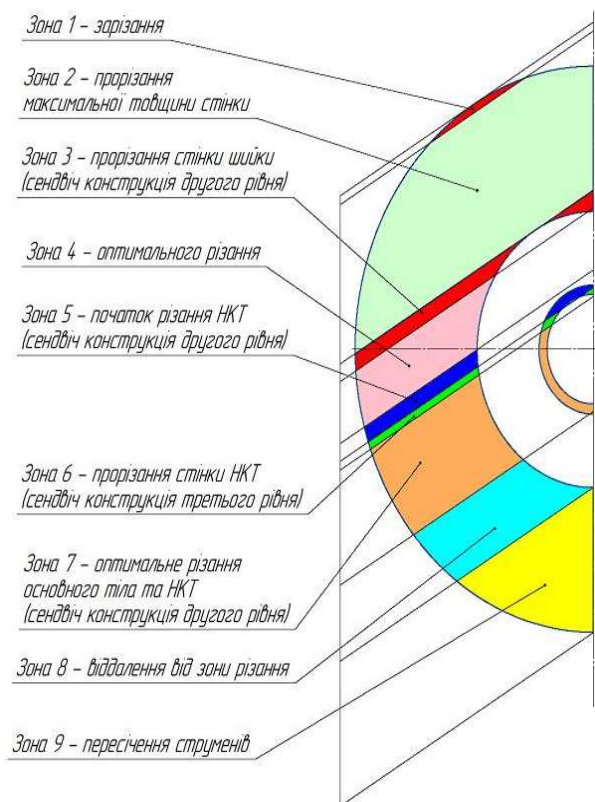 Зона 1 – зарізання
Зона 2 – прорізання
максимальної товщини стінки
Зона 3 – прорізання стінки шийки
(сендвіч конструкція другого рівня)
Зона 4 – оптимального різання
Зона 5 – початок різання НКТ
(сендвіч конструкція другого рівня)
Зона 6 – прорізання стінки НКТ
(сендвіч конструкція третього рівня)
Зона 7 – оптимальне різання
основного тіла та НКТ
(сендвіч конструкція другого рівня)
Зона 8 – віддалення від зони різання
Зона 9 – пересічення струменів